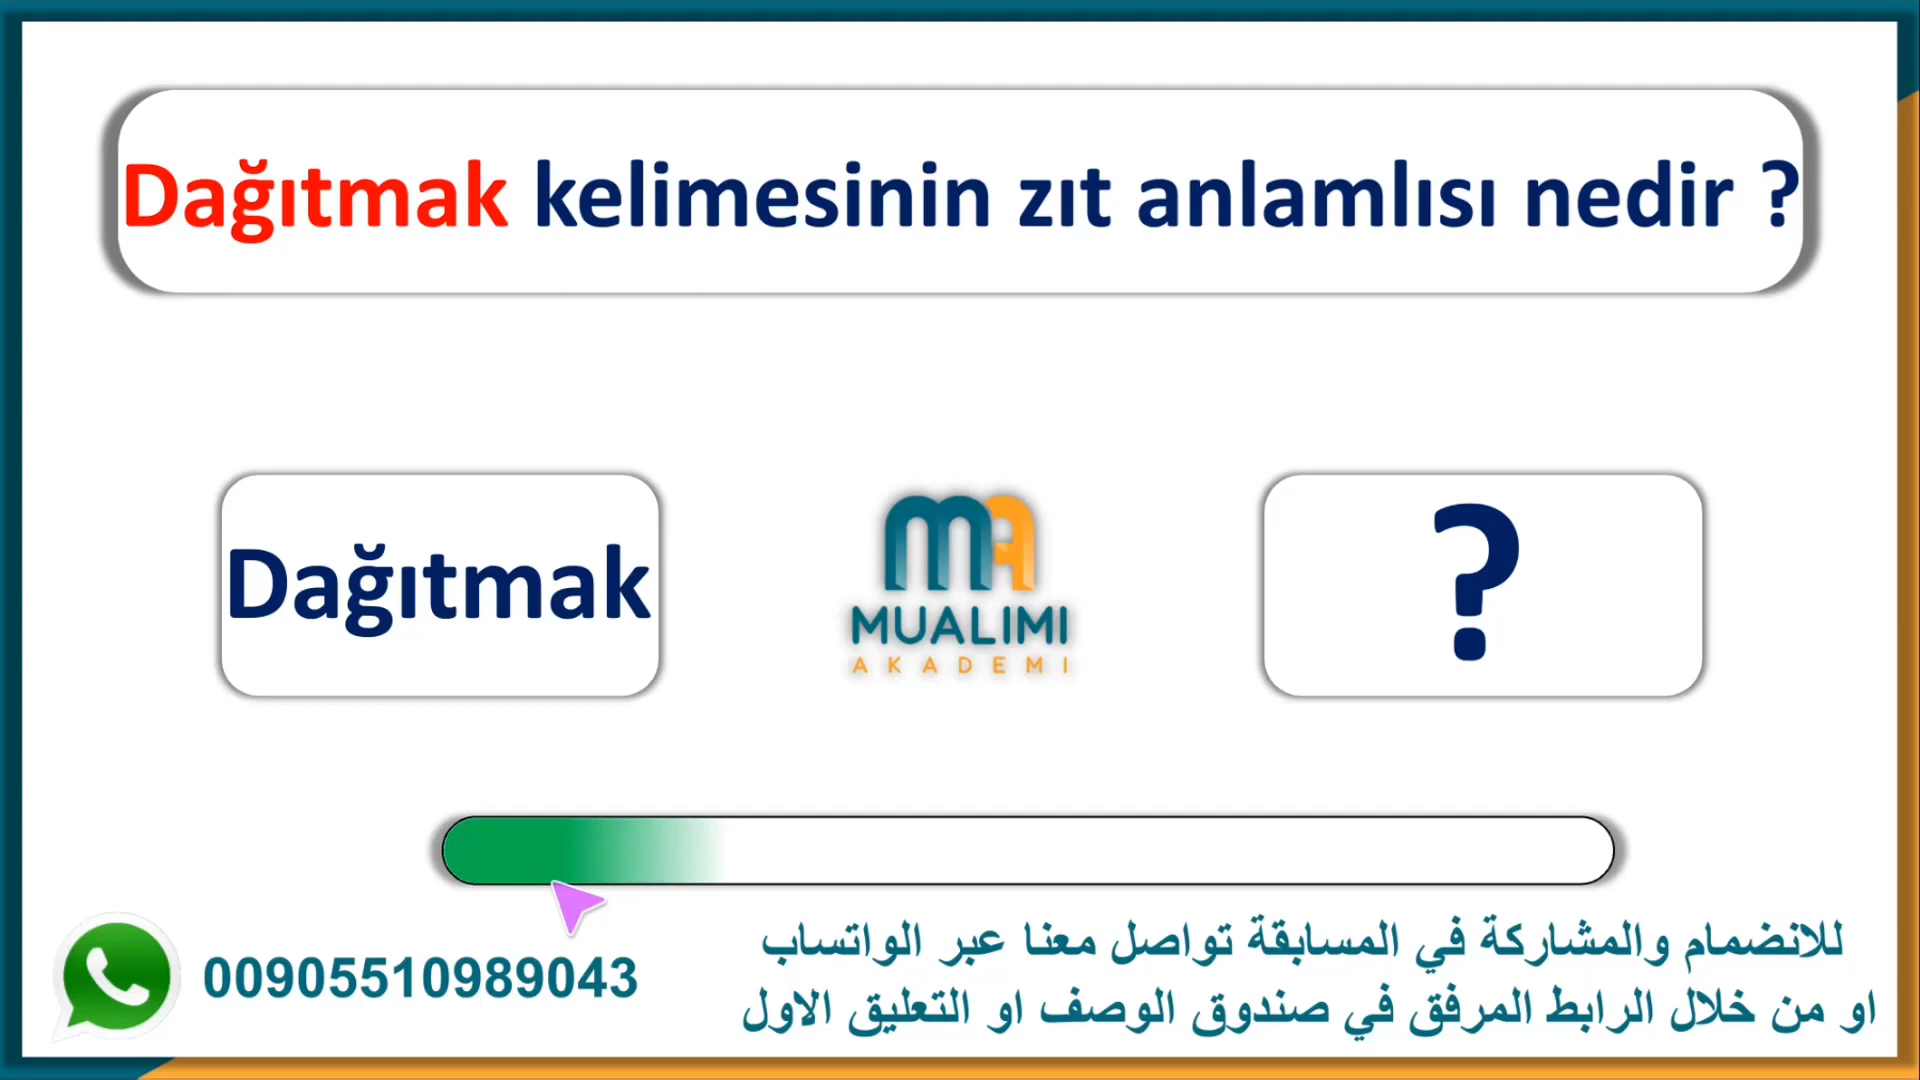 Dağıtmak kelimesinin zıt anlamlısı nedir ?
Dağıtmak
MA
MUALIMI
AKADEMI
?
00905510989043
للانضمام والمشاركة في المسابقة تواصل معنا عبر الواتساب
او من خلال الرابط المرفق في صندوق الوصف او التعليق الاول